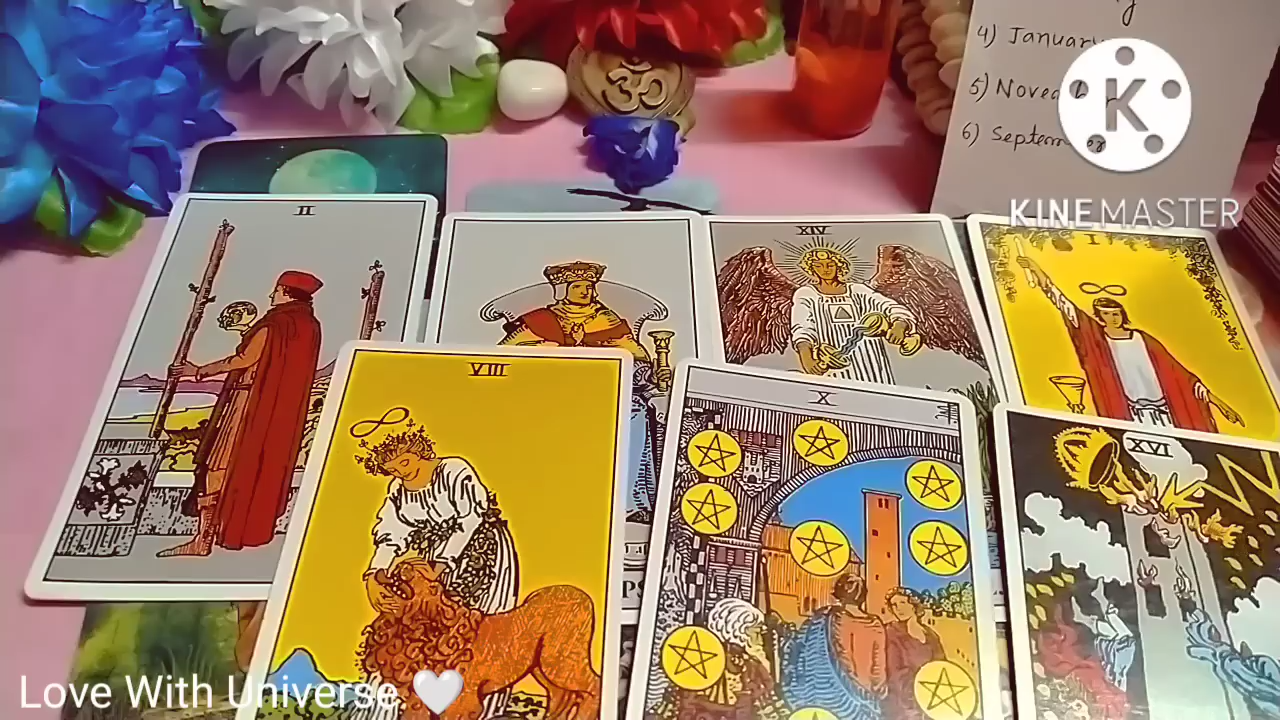 4) January
5) Nove
6) Septem
K
KINEMASTER
II
XIV
I
VIII
X
XVI
Love With Universe 🤍